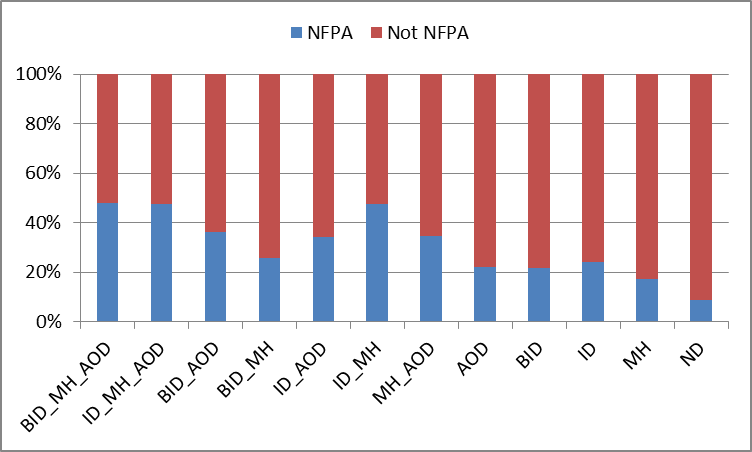 NFPA Not NFPA
100%
80%
60%
40%
20%
0%
BID_MH_AOD
ID_MH_AOD
BID_AOD
BID_MH
ID_AOD
ID_MH
MH_AOD
AOD
BID
ID
MH
ND